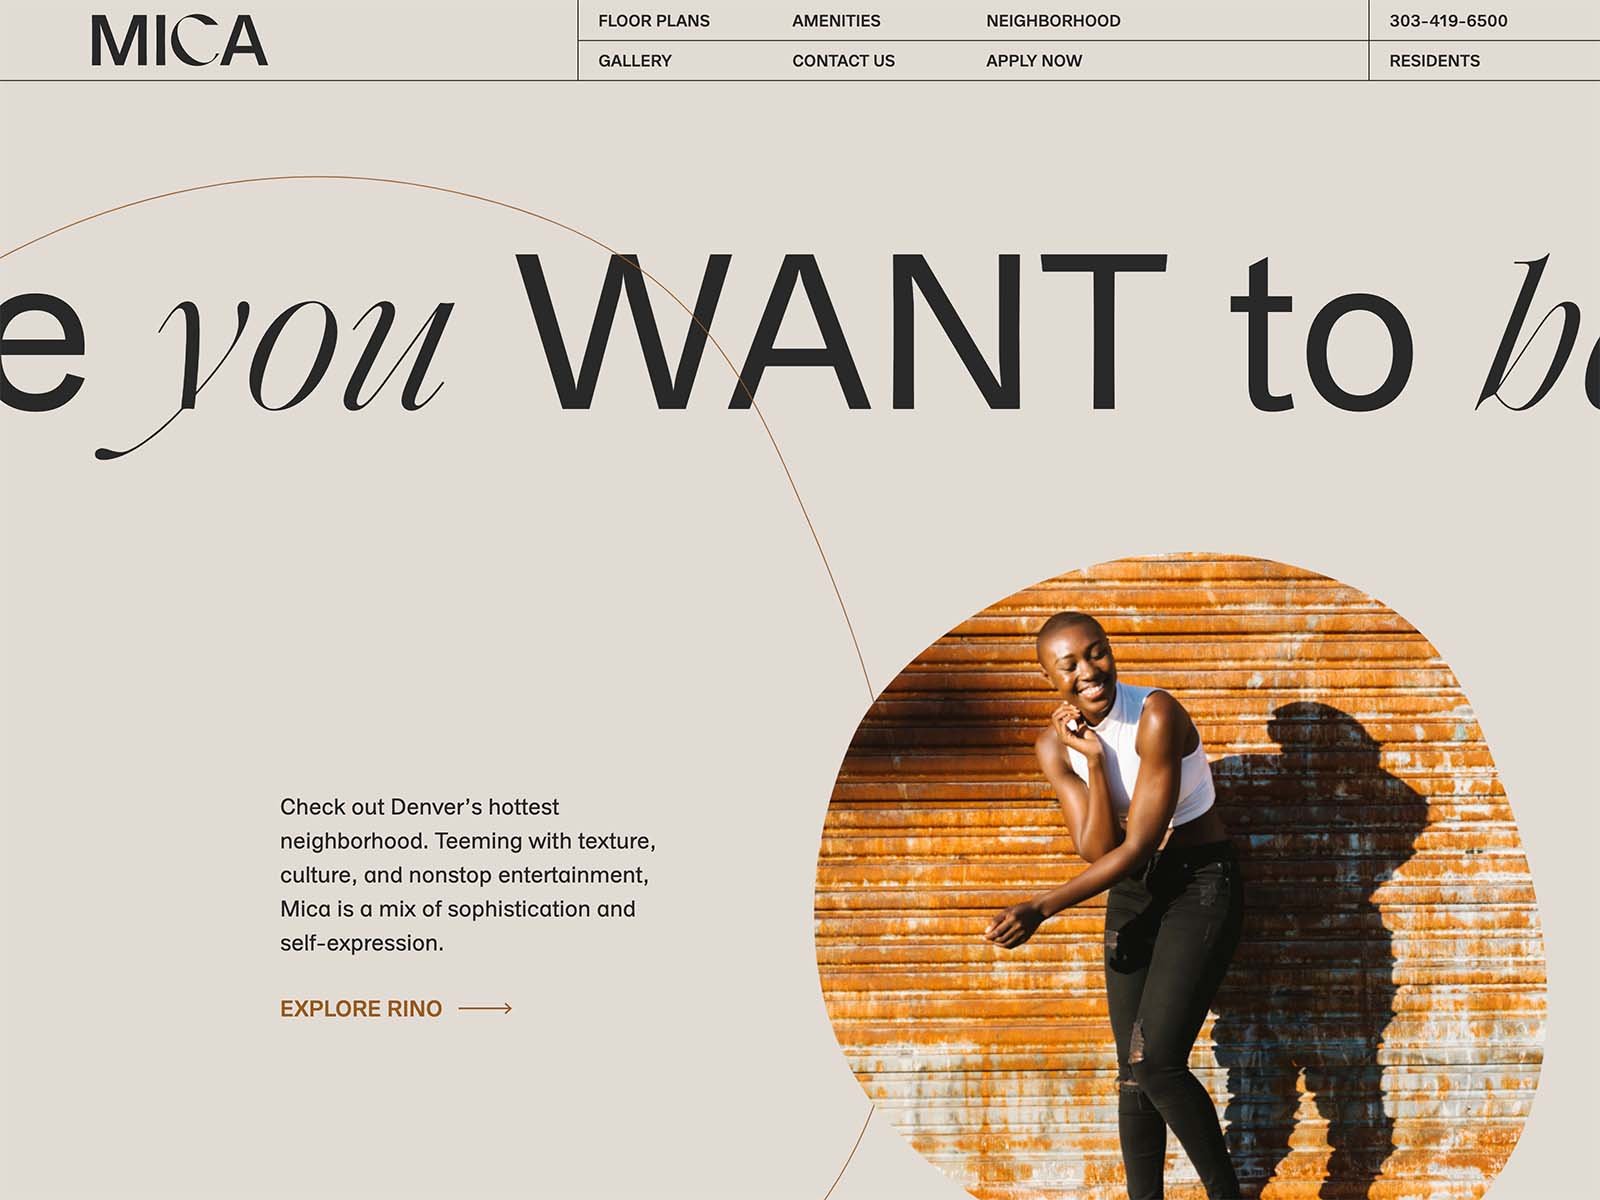 MICA
FLOOR PLANS AMENITIES NEIGHBORHOOD 303-419-6500
GALLERY CONTACT US APPLY NOW RESIDENTS
e you WANT to
Check out Denver’s hottest
neighborhood. Teeming with texture,
culture, and nonstop entertainment,
Mica is a mix of sophistication and
self-expression.
EXPLORE RINO